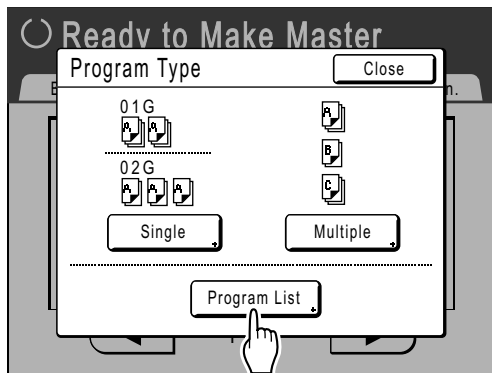 Ready to Make Master
Program Type
Close
01G
A A
A
02G
B
A A A
C
Single
Multiple
Program List